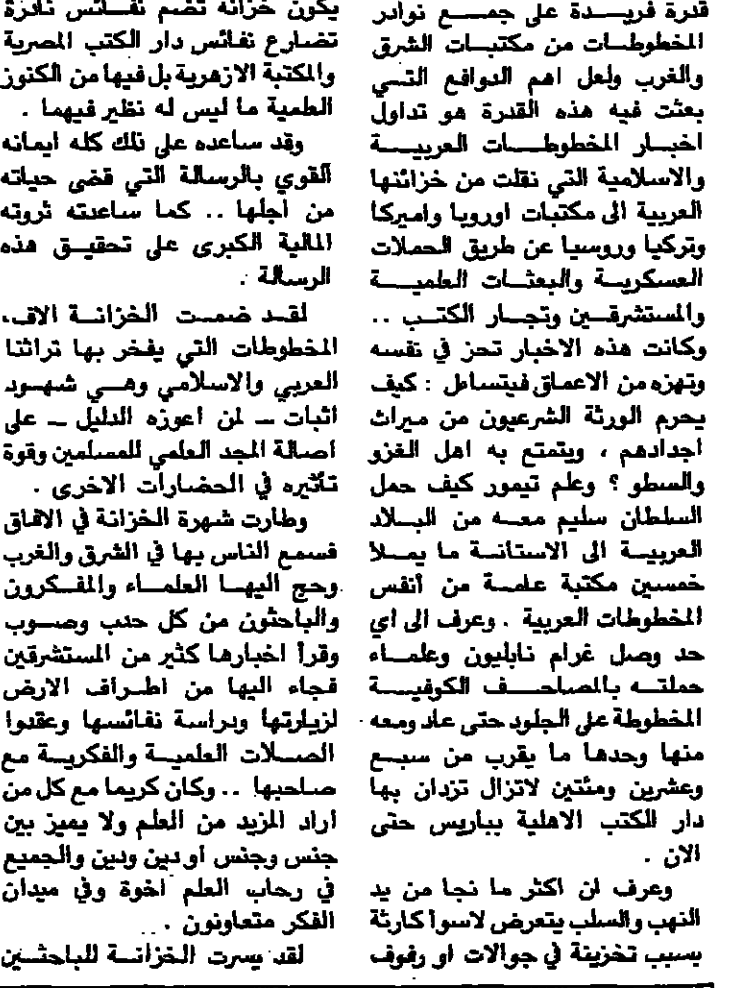 قدرة فريدة على جمع نوادر
المخطوطات من مكتبات الشرق
والغرب ولعل اهم الدوافع التي
بعثت فيه هذه القدرة هو تداول
اخبار المخطوطات العربية
والاسلامية التي نقلت من خزائنها
العربية الى مكتبات اوروبا واميركا
وتركيا وروسيا عن طريق الحملات
العسكرية والبعثات العلمية
والمستشرقين وتجار الكتب ..
وكانت هذه الاخبار تحز في نفسه
وتهزه من الاعماق فيتساءل : كيف
يحرم الورثة الشرعيون من ميراث
اجدادهم ، ويتمتع به اهل الغزو
والسطو ؟ وعلم تيمور كيف حمل
السلطان سليم معه من البلاد
العربية الى الاستانة ما يملأ
خمسين مكتبة عامة من أنفس
المخطوطات العربية . وعرف الى اي
حد وصل غرام نابليون وعلماء
حملته بالمصاحف الكوفية
المخطوطة على الجلود حتى عاد ومعه
منها وحدها ما يقرب من سبع
وعشرين ومئتين لاتزال تزدان بها
دار الكتب الاهلية بباريس حتى
الان .
وعرف ان اكثر ما نجا من يد
النهب والسلب يتعرض لاسوأ كارثة
بسبب تخزينة في جوالات او رفوف
يكون خزانة تضم نفائس نادرة
تضارع نفائس دار الكتب المصرية
والمكتبة الازهرية بل فيها من الكنوز
العلمية ما ليس له نظير فيهما .
وقد ساعده على ذلك كله ايمانه
القوي بالرسالة التي قضى حياته
من اجلها .. كما ساعدته ثروته
المالية الكبرى على تحقيق هذه
الرسالة .
لقد ضمت الخزانة الاف
المخطوطات التي يفخر بها تراثنا
العربي والاسلامي وهي شهود
اثبات ــ لمن اعوزه الدليل ــ على
اصالة المجد العلمي للمسلمين وقوة
تأثيره في الحضارات الاخرى .
وطارت شهرة الخزانة في الافاق
فسمع الناس بها في الشرق والغرب
وحج اليها العلماء والمفكرون
والباحثون من كل حدب وصوب
وقرأ اخبارها كثير من المستشرقين
فجاء اليها من اطراف الارض
لزيارتها ودراسة نفائسها وعقدوا
الصلات العلمية والفكرية مع
صاحبها .. وكان كريما مع كل من
اراد المزيد من العلم ولا يميز بين
جنس وجنس او دين ودين والجميع
في رحاب العلم اخوة وفي ميدان
الفكر متعاونون ..
لقد يسرت الخزانة للباحثين